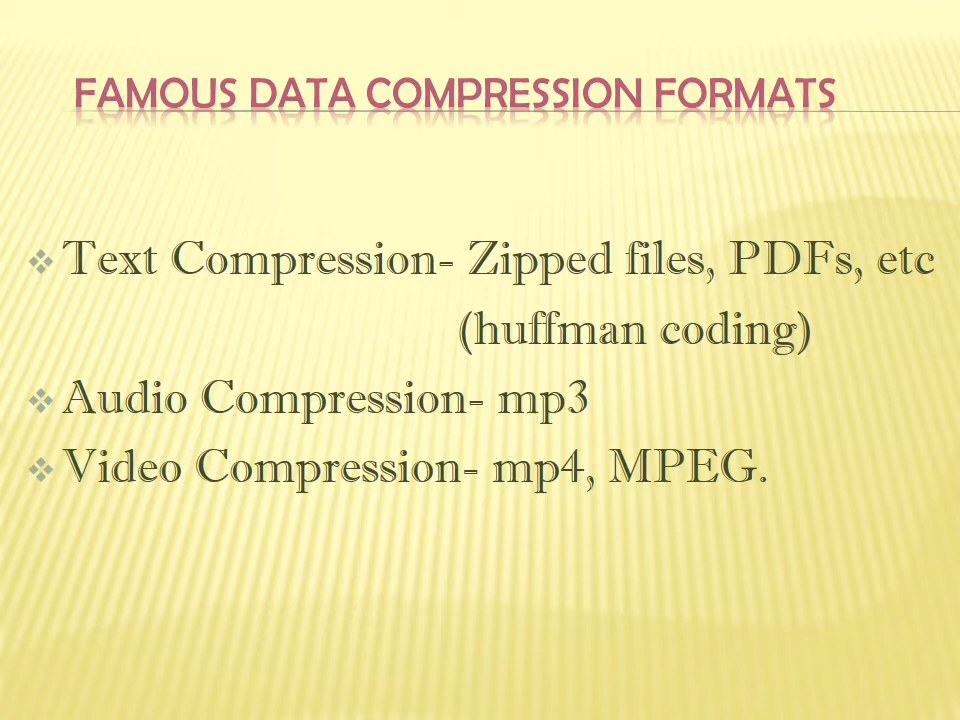 FAMOUS DATA COMPRESSION FORMATS
❖ Text Compression- Zipped files, PDFs, etc
(huffman coding)
❖ Audio Compression- mp3
❖ Video Compression- mp4, MPEG.